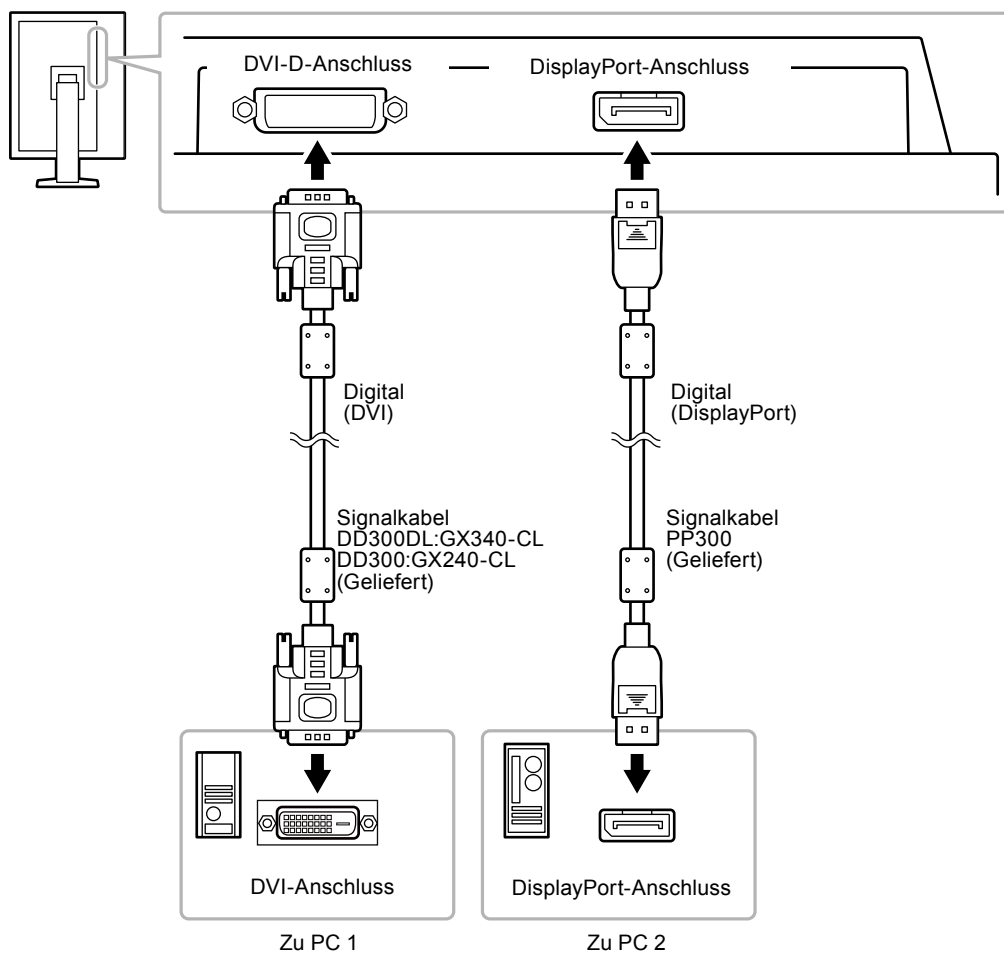 DVI-D-Anschluss
DisplayPort-Anschluss
Digital
(DVI)
Digital
(DisplayPort)
Signalkabel
DD300DL:GX340-CL
DD300:GX240-CL
(Geliefert)
Signalkabel
PP300
(Geliefert)
DVI-Anschluss
DisplayPort-Anschluss
Zu PC 1
Zu PC 2